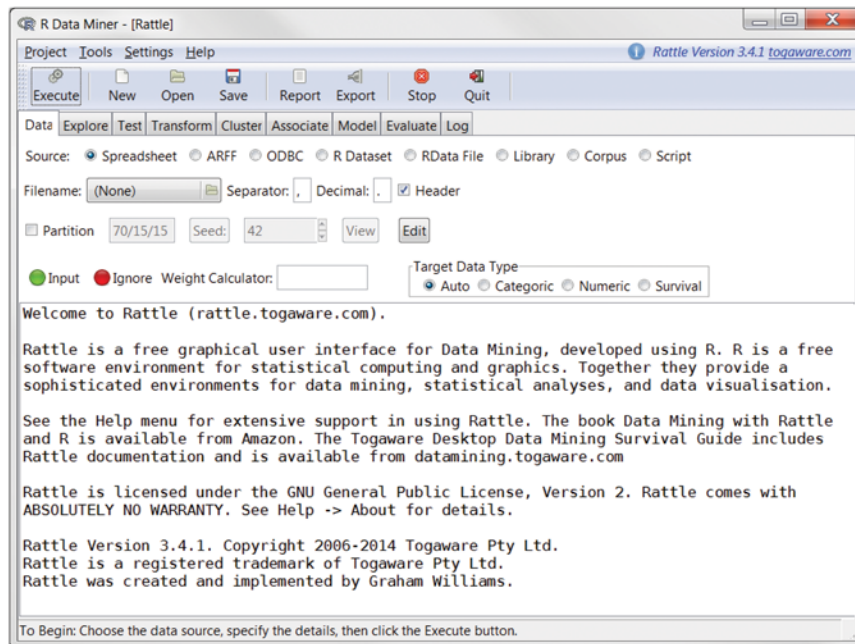 R Data Miner - [Rattle]
Project Tools Settings Help Rattle Version 3.4.1 togaware.com
Execute New Open Save Report Export Stop Quit
Data Explore Test Transform Cluster Associate Model Evaluate Log
Source: Spreadsheet ARFF ODBC R Dataset RData File Library Corpus Script
Filename: (None) Separator: , Decimal: . Header
Partition 70/15/15 Seed: 42 View Edit
Target Data Type
Input Ignore Weight Calculator: Auto Categoric Numeric Survival
Welcome to Rattle (rattle.togaware.com).
Rattle is a free graphical user interface for Data Mining, developed using R. R is a free
software environment for statistical computing and graphics. Together they provide a
sophisticated environments for data mining, statistical analyses, and data visualisation.
See the Help menu for extensive support in using Rattle. The book Data Mining with Rattle
and R is available from Amazon. The Togaware Desktop Data Mining Survival Guide includes
Rattle documentation and is available from datamining.togaware.com
Rattle is licensed under the GNU General Public License, Version 2. Rattle comes with
ABSOLUTELY NO WARRANTY. See Help -> About for details.
Rattle Version 3.4.1. Copyright 2006-2014 Togaware Pty Ltd.
Rattle is a registered trademark of Togaware Pty Ltd.
Rattle was created and implemented by Graham Williams.
To Begin: Choose the data source, specify the details, then click the Execute button.